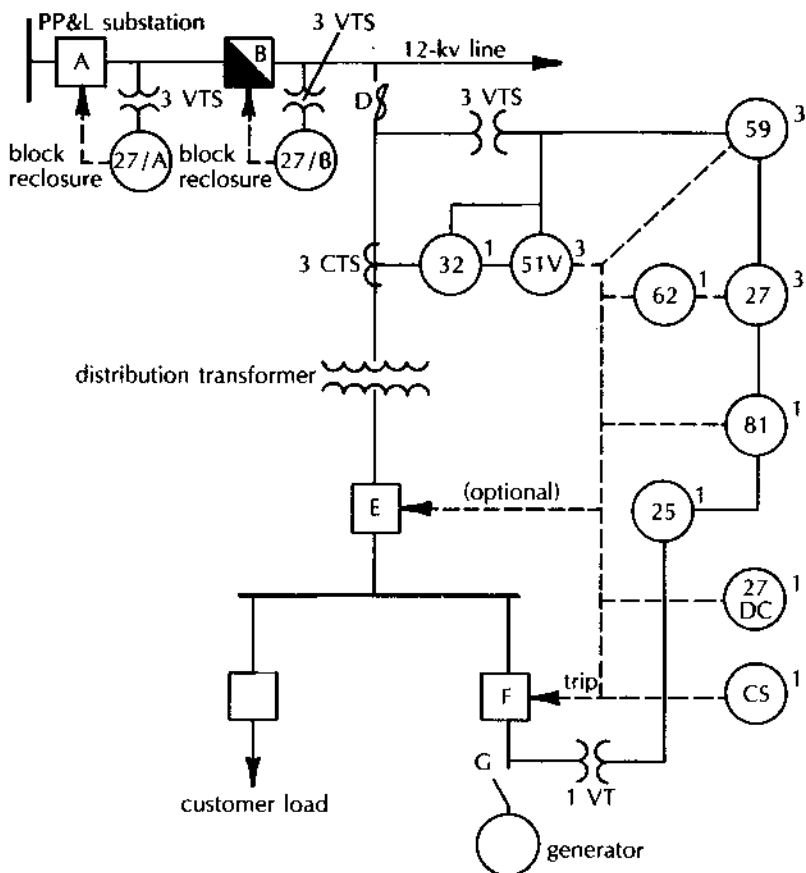 PP&L substation
3 VTS
12-kv line
A
B
D
3 VTS
3 VTS
59
3
block
reclosure
27/A
block
reclosure
27/B
3 CTS
32
1
51V
3
62
1
27
3
distribution transformer
81
1
E
(optional)
25
1
27
DC
1
F
trip
CS
1
G
1 VT
customer load
generator